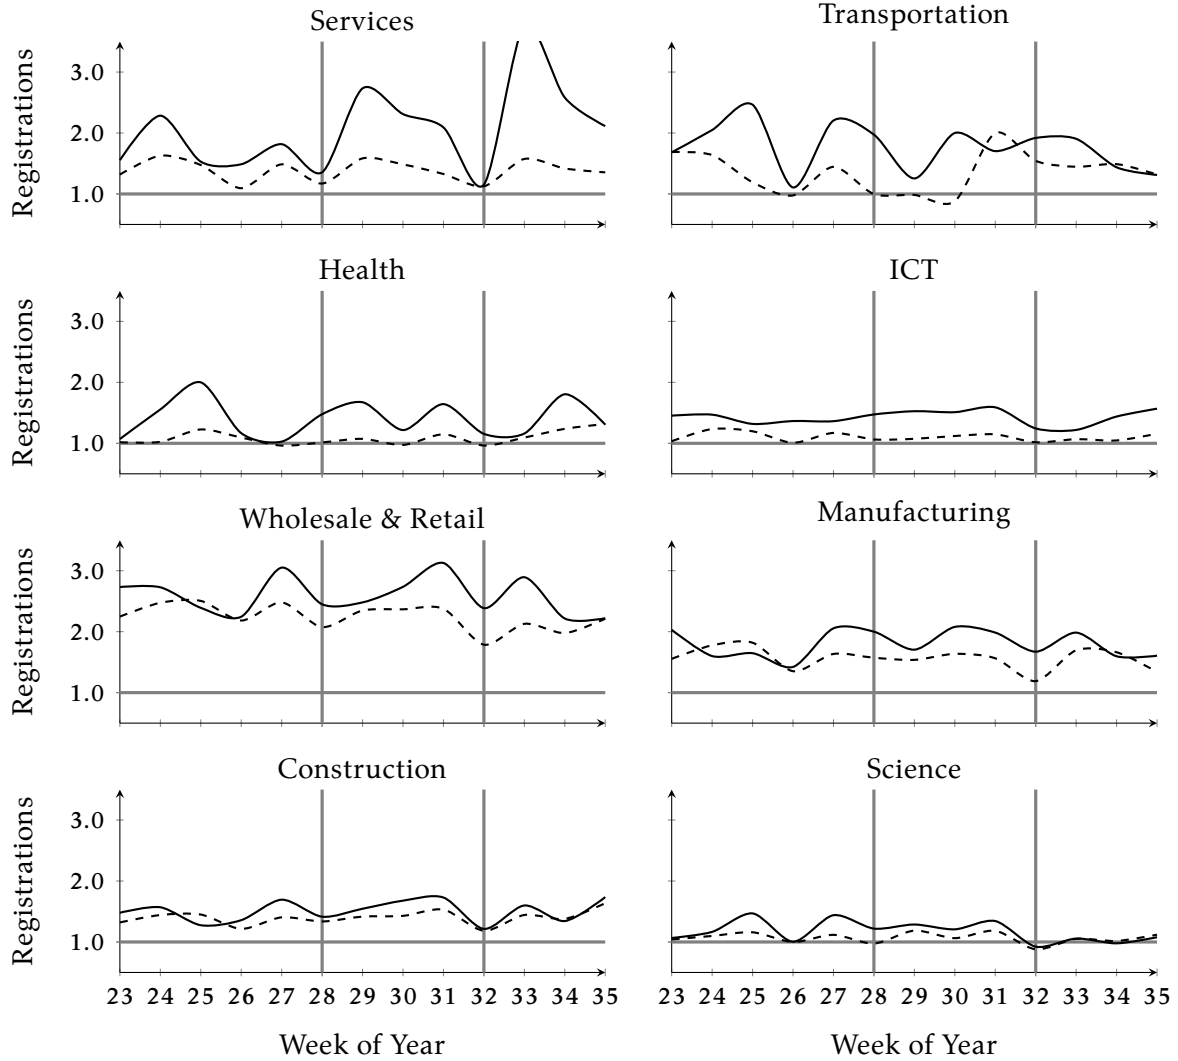 Services
Transportation
Registrations
3.0
2.0
1.0
Health
ICT
Registrations
3.0
2.0
1.0
Wholesale & Retail
Manufacturing
Registrations
3.0
2.0
1.0
Construction
Science
Registrations
3.0
2.0
1.0
23 24 25 26 27 28 29 30 31 32 33 34 35
23 24 25 26 27 28 29 30 31 32 33 34 35
Week of Year
Week of Year